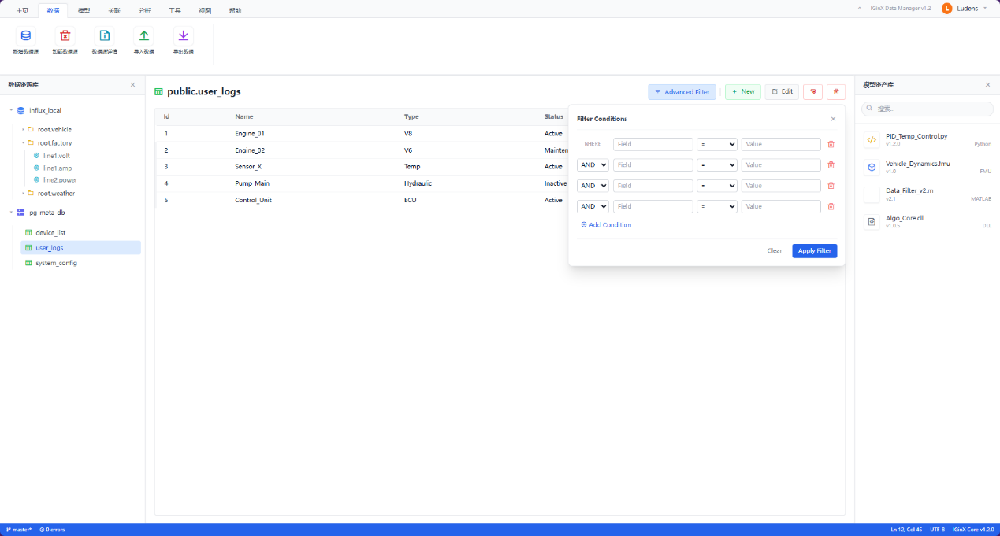 主页 数据 模型 关联 分析 工具 视图 帮助 IGinX Data Manager v1.2 L Ludens
新增数据源 卸载数据源 数据源详情 导入数据 导出数据
数据资源库
influx_local
root.vehicle
root.factory
line1.volt
line1.amp
line2.power
root.weather
pg_meta_db
device_list
user_logs
system_config
public.user_logs
Advanced Filter New Edit
Id Name Type Status
1 Engine_01 V8 Active
2 Engine_02 V6 Mainten
3 Sensor_X Temp Active
4 Pump_Main Hydraulic Inactive
5 Control_Unit ECU Active
Filter Conditions
WHERE Field = Value
AND Field = Value
AND Field = Value
AND Field = Value
Add Condition
Clear Apply Filter
模型资产库
搜索...
PID_Temp_Control.py
v1.2.0 Python
Vehicle_Dynamics.fmu
v1.0 FMU
Data_Filter_v2.m
v2.1 MATLAB
Algo_Core.dll
v1.0.5 DLL
master* 0 errors Ln 12, Col 45 UTF-8 IGinX Core v1.2.0